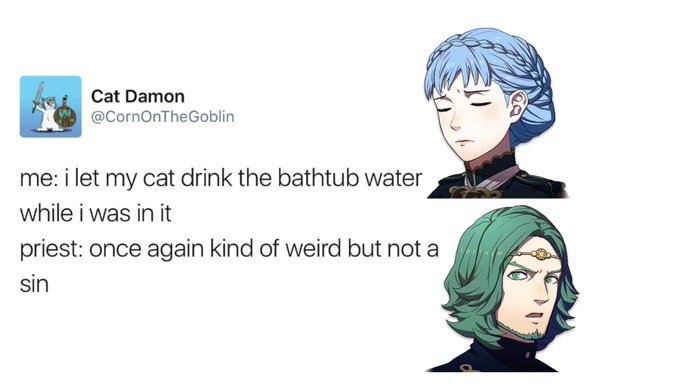 Cat Damon
@CornOnTheGoblin
me: i let my cat drink the bathtub water
while i was in it
priest: once again kind of weird but not a
sin